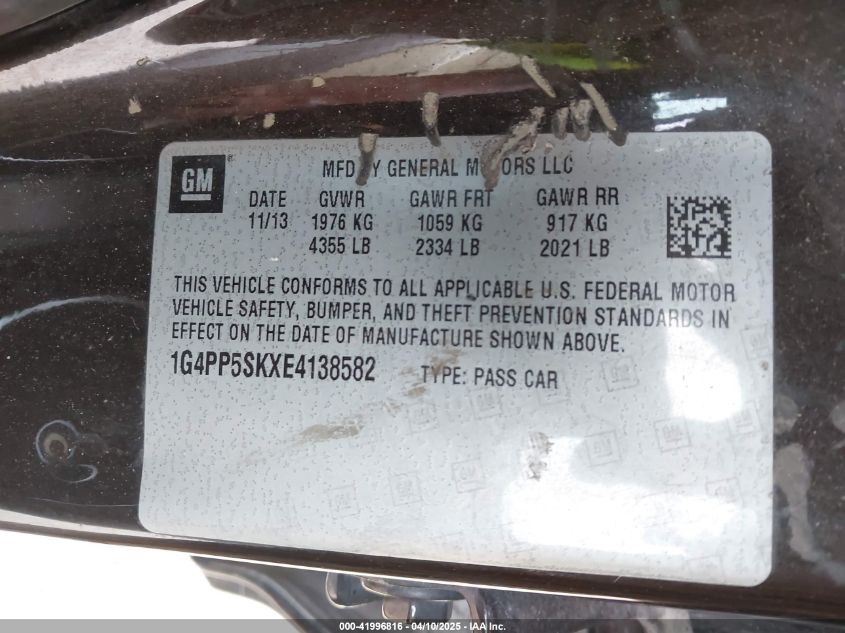 GM
MFD BY GENERAL MOTORS LLC
DATE GVWR GAWR FRT GAWR RR
11/13 1976 KG 1059 KG 917 KG
4355 LB 2334 LB 2021 LB
THIS VEHICLE CONFORMS TO ALL APPLICABLE U.S. FEDERAL MOTOR
VEHICLE SAFETY, BUMPER, AND THEFT PREVENTION STANDARDS IN
EFFECT ON THE DATE OF MANUFACTURE SHOWN ABOVE.
1G4PP5SKXE4138582 TYPE: PASS CAR
000-41996816 - 04/10/2025 - IAA Inc.